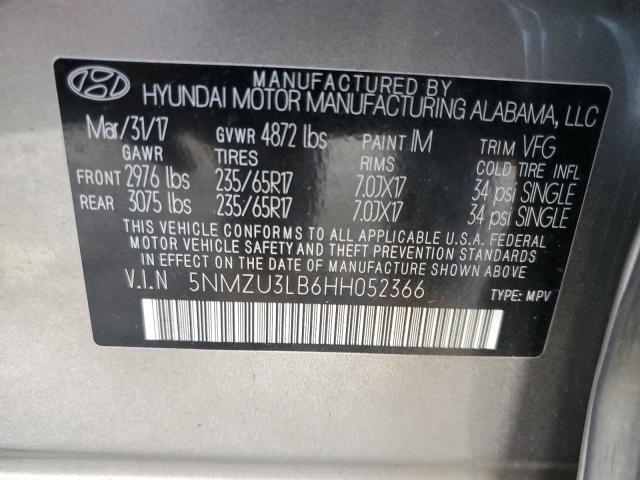 MANUFACTURED BY
HYUNDAI MOTOR MANUFACTURING ALABAMA, LLC
Mar/31/17 GVWR 4872 lbs PAINT IM TRIM VFG
GAWR TIRES RIMS COLD TIRE INFL
FRONT 2976 lbs 235/65R17 7.0JX17 34 psi SINGLE
REAR 3075 lbs 235/65R17 7.0JX17 34 psi SINGLE
THIS VEHICLE CONFORMS TO ALL APPLICABLE U.S.A. FEDERAL
MOTOR VEHICLE SAFETY AND THEFT PREVENTION STANDARDS
IN EFFECT ON THE DATE OF MANUFACTURE SHOWN ABOVE.
V.I.N 5NMZU3LB6HH052366 TYPE: MPV